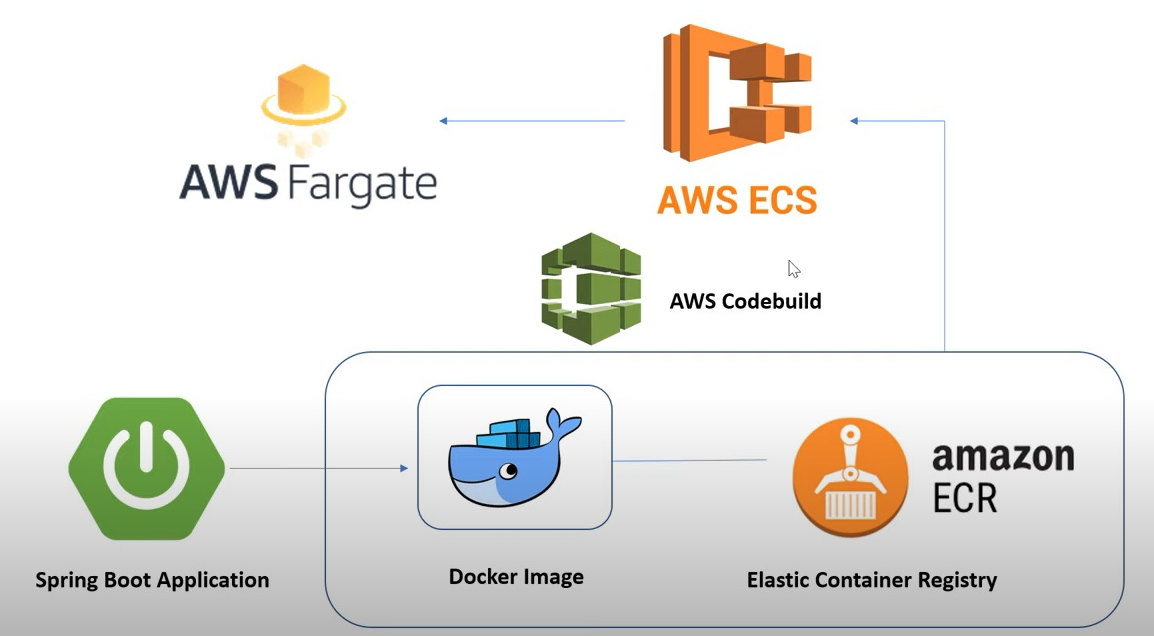 AWS Fargate
AWS ECS
AWS Codebuild
amazon
ECR
Spring Boot Application
Docker Image
Elastic Container Registry